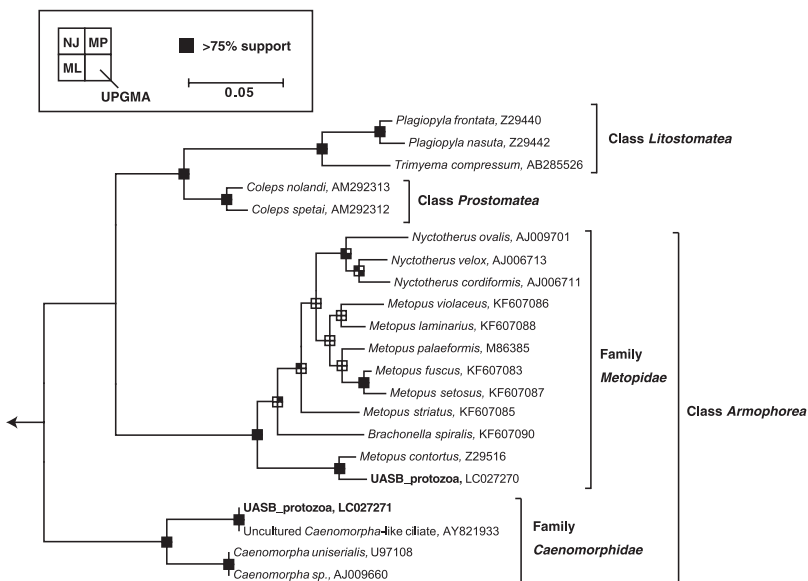 NJ MP
ML
UPGMA
>75% support
0.05
Plagiopyla frontata, Z29440
Plagiopyla nasuta, Z29442
Trimyema compressum, AB285526
Class Litostomatea
Coleps nolandi, AM292313
Coleps spetai, AM292312
Class Prostomatea
Nyctotherus ovalis, AJ009701
Nyctotherus velox, AJ006713
Nyctotherus cordiformis, AJ006711
Metopus violaceus, KF607086
Metopus laminarius, KF607088
Metopus palaeformis, M86385
Metopus fuscus, KF607083
Metopus setosus, KF607087
Metopus striatus, KF607085
Brachonella spiralis, KF607090
Metopus contortus, Z29516
UASB_protozoa, LC027270
Family
Metopidae
Class Armophorea
UASB_protozoa, LC027271
Uncultured Caenomorpha-like ciliate, AY821933
Caenomorpha uniserialis, U97108
Caenomorpha sp., AJ009660
Family
Caenomorphidae